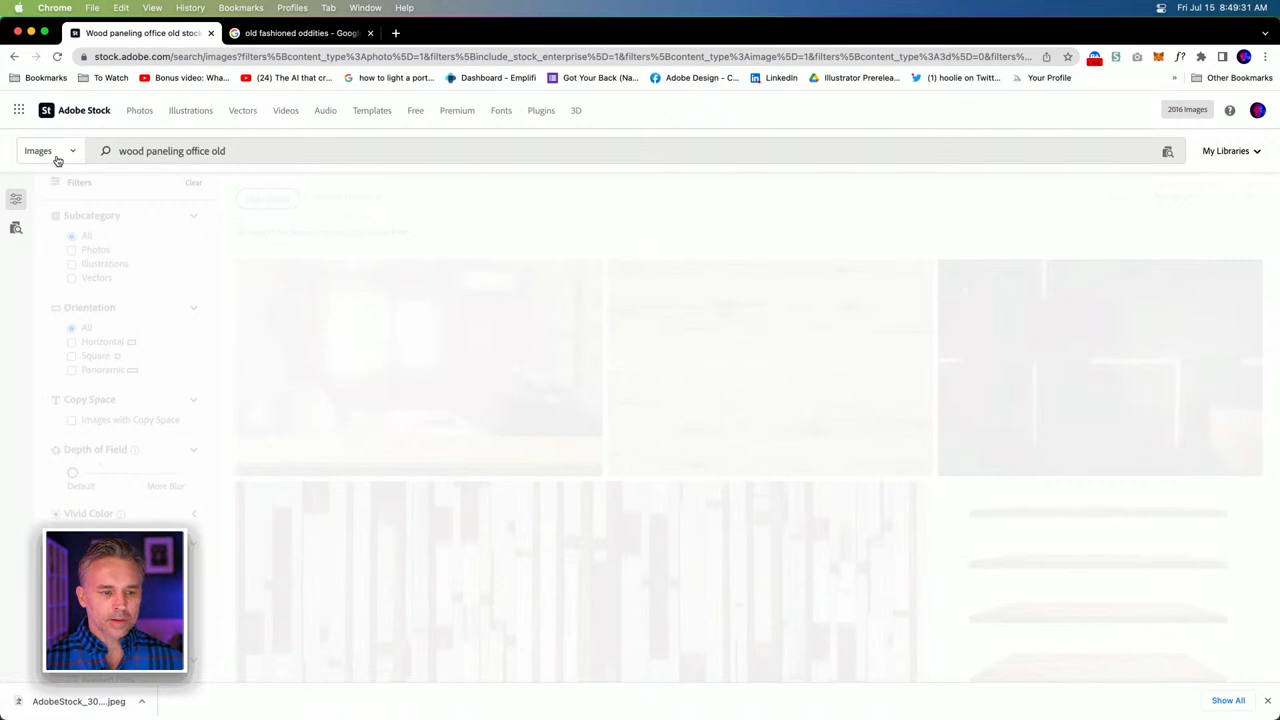 Chrome File Edit View History Bookmarks Profiles Tab Window Help Fri Jul 15 8:49:31 AM
Wood paneling office old stock old fashioned oddities - Googl
stock.adobe.com/search/images?filters%5Bcontent_type%3Aphoto%5D=1&filters%5Binclude_stock_enterprise%5D=1&filters%5Bcontent_type%3Aimage%5D=1&filters%5Bcontent_type%3A3d%5D=0&filters%5...
Bookmarks To Watch Bonus video: Wha... (24) The AI that cr... how to light a port... Dashboard - Emplifi Got Your Back (Na... Adobe Design - C... LinkedIn Illustrator Prerelea... (1) hoolie on Twitt... Your Profile Other Bookmarks
St Adobe Stock Photos Illustrations Vectors Videos Audio Templates Free Premium Fonts Plugins 3D 2016 Images
Images wood paneling office old My Libraries
Filters Clear
Subcategory
All
Photos
Illustrations
Vectors
Orientation
All
Horizontal
Square
Panoramic
Copy Space
Images with Copy Space
Depth of Field
Default More Blur
Vivid Color
AdobeStock_30....jpeg Show All